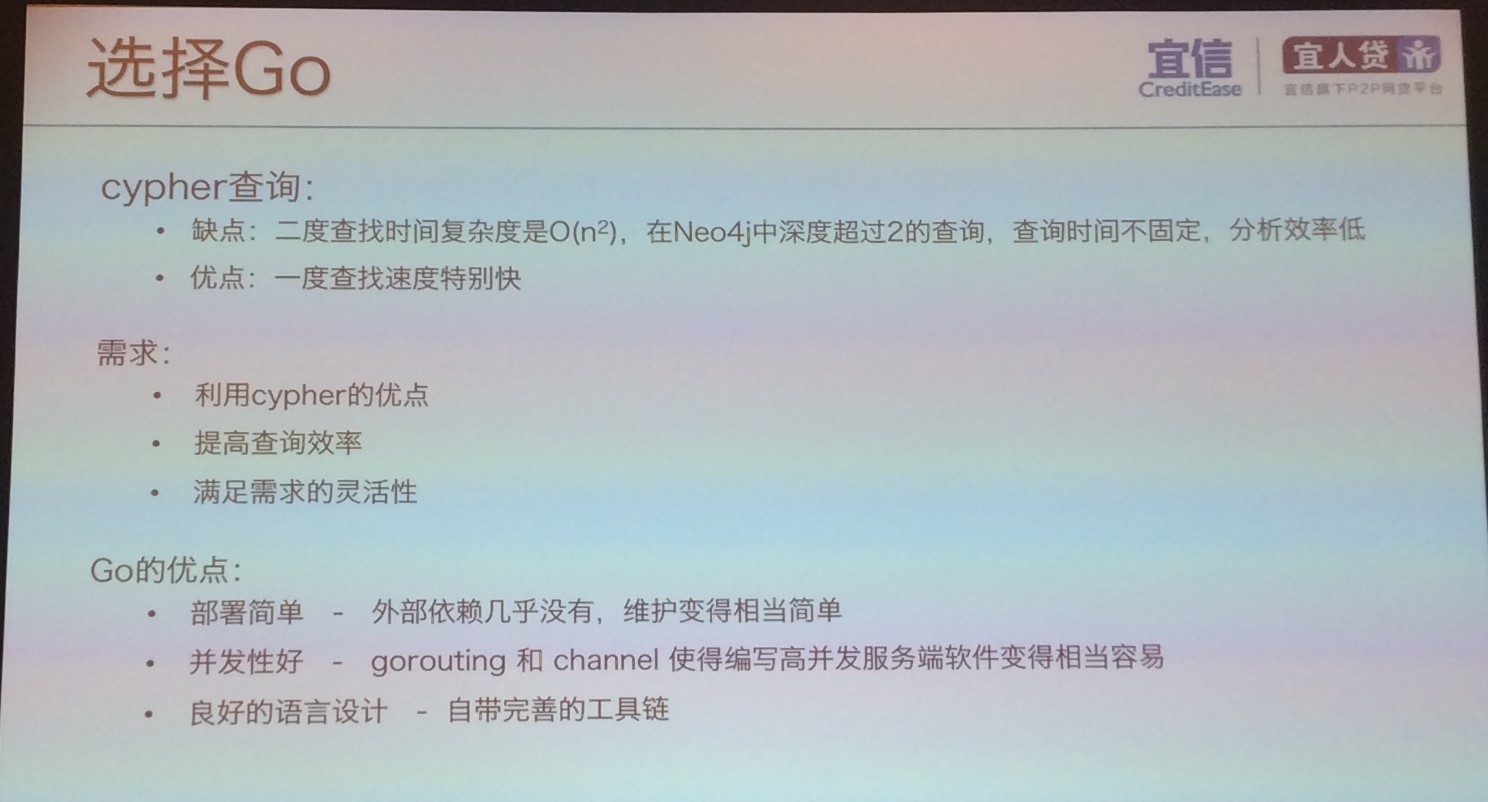 选择Go
宜信
CreditEase
宜人贷
宜信旗下P2P网贷平台
cypher查询：
• 缺点：二度查找时间复杂度是O(n²)，在Neo4j中深度超过2的查询，查询时间不固定，分析效率低
• 优点：一度查找速度特别快
需求：
• 利用cypher的优点
• 提高查询效率
• 满足需求的灵活性
Go的优点：
• 部署简单 - 外部依赖几乎没有，维护变得相当简单
• 并发性好 - gorouting 和 channel 使得编写高并发服务端软件变得相当容易
• 良好的语言设计 - 自带完善的工具链